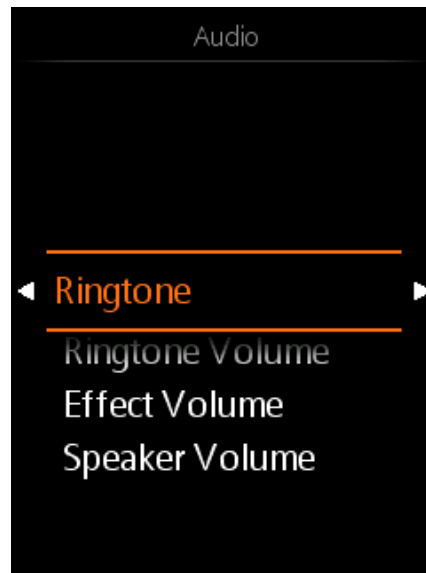 Audio
Ringtone
Ringtone Volume
Effect Volume
Speaker Volume